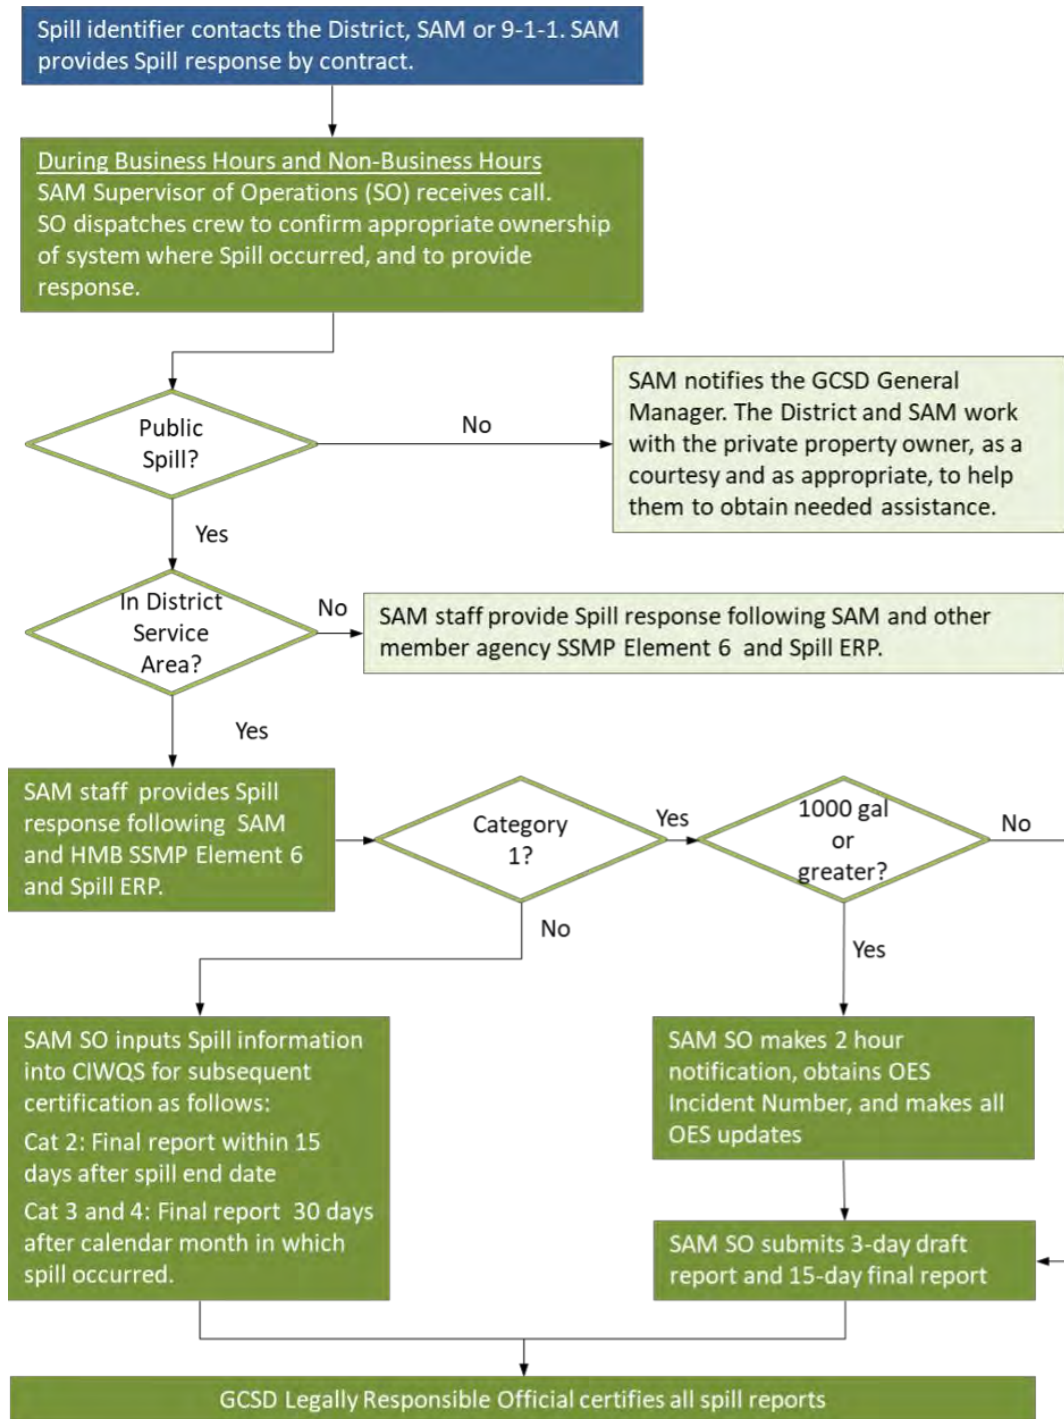 Spill identifier contacts the District, SAM or 9-1-1. SAM
provides Spill response by contract.
During Business Hours and Non-Business Hours
SAM Supervisor of Operations (SO) receives call.
SO dispatches crew to confirm appropriate ownership
of system where Spill occurred, and to provide
response.
Public
Spill?
No
SAM notifies the GCSD General
Manager. The District and SAM work
with the private property owner, as a
courtesy and as appropriate, to help
them to obtain needed assistance.
Yes
In District
Service
Area?
No
SAM staff provide Spill response following SAM and other
member agency SSMP Element 6 and Spill ERP.
Yes
SAM staff provides Spill
response following SAM
and HMB SSMP Element 6
and Spill ERP.
Category
1?
Yes
1000 gal
or
greater?
No
No
Yes
SAM SO inputs Spill information
into CIWQS for subsequent
certification as follows:
Cat 2: Final report within 15
days after spill end date
Cat 3 and 4: Final report 30 days
after calendar month in which
spill occurred.
SAM SO makes 2 hour
notification, obtains OES
Incident Number, and makes all
OES updates
SAM SO submits 3-day draft
report and 15-day final report
GCSD Legally Responsible Official certifies all spill reports